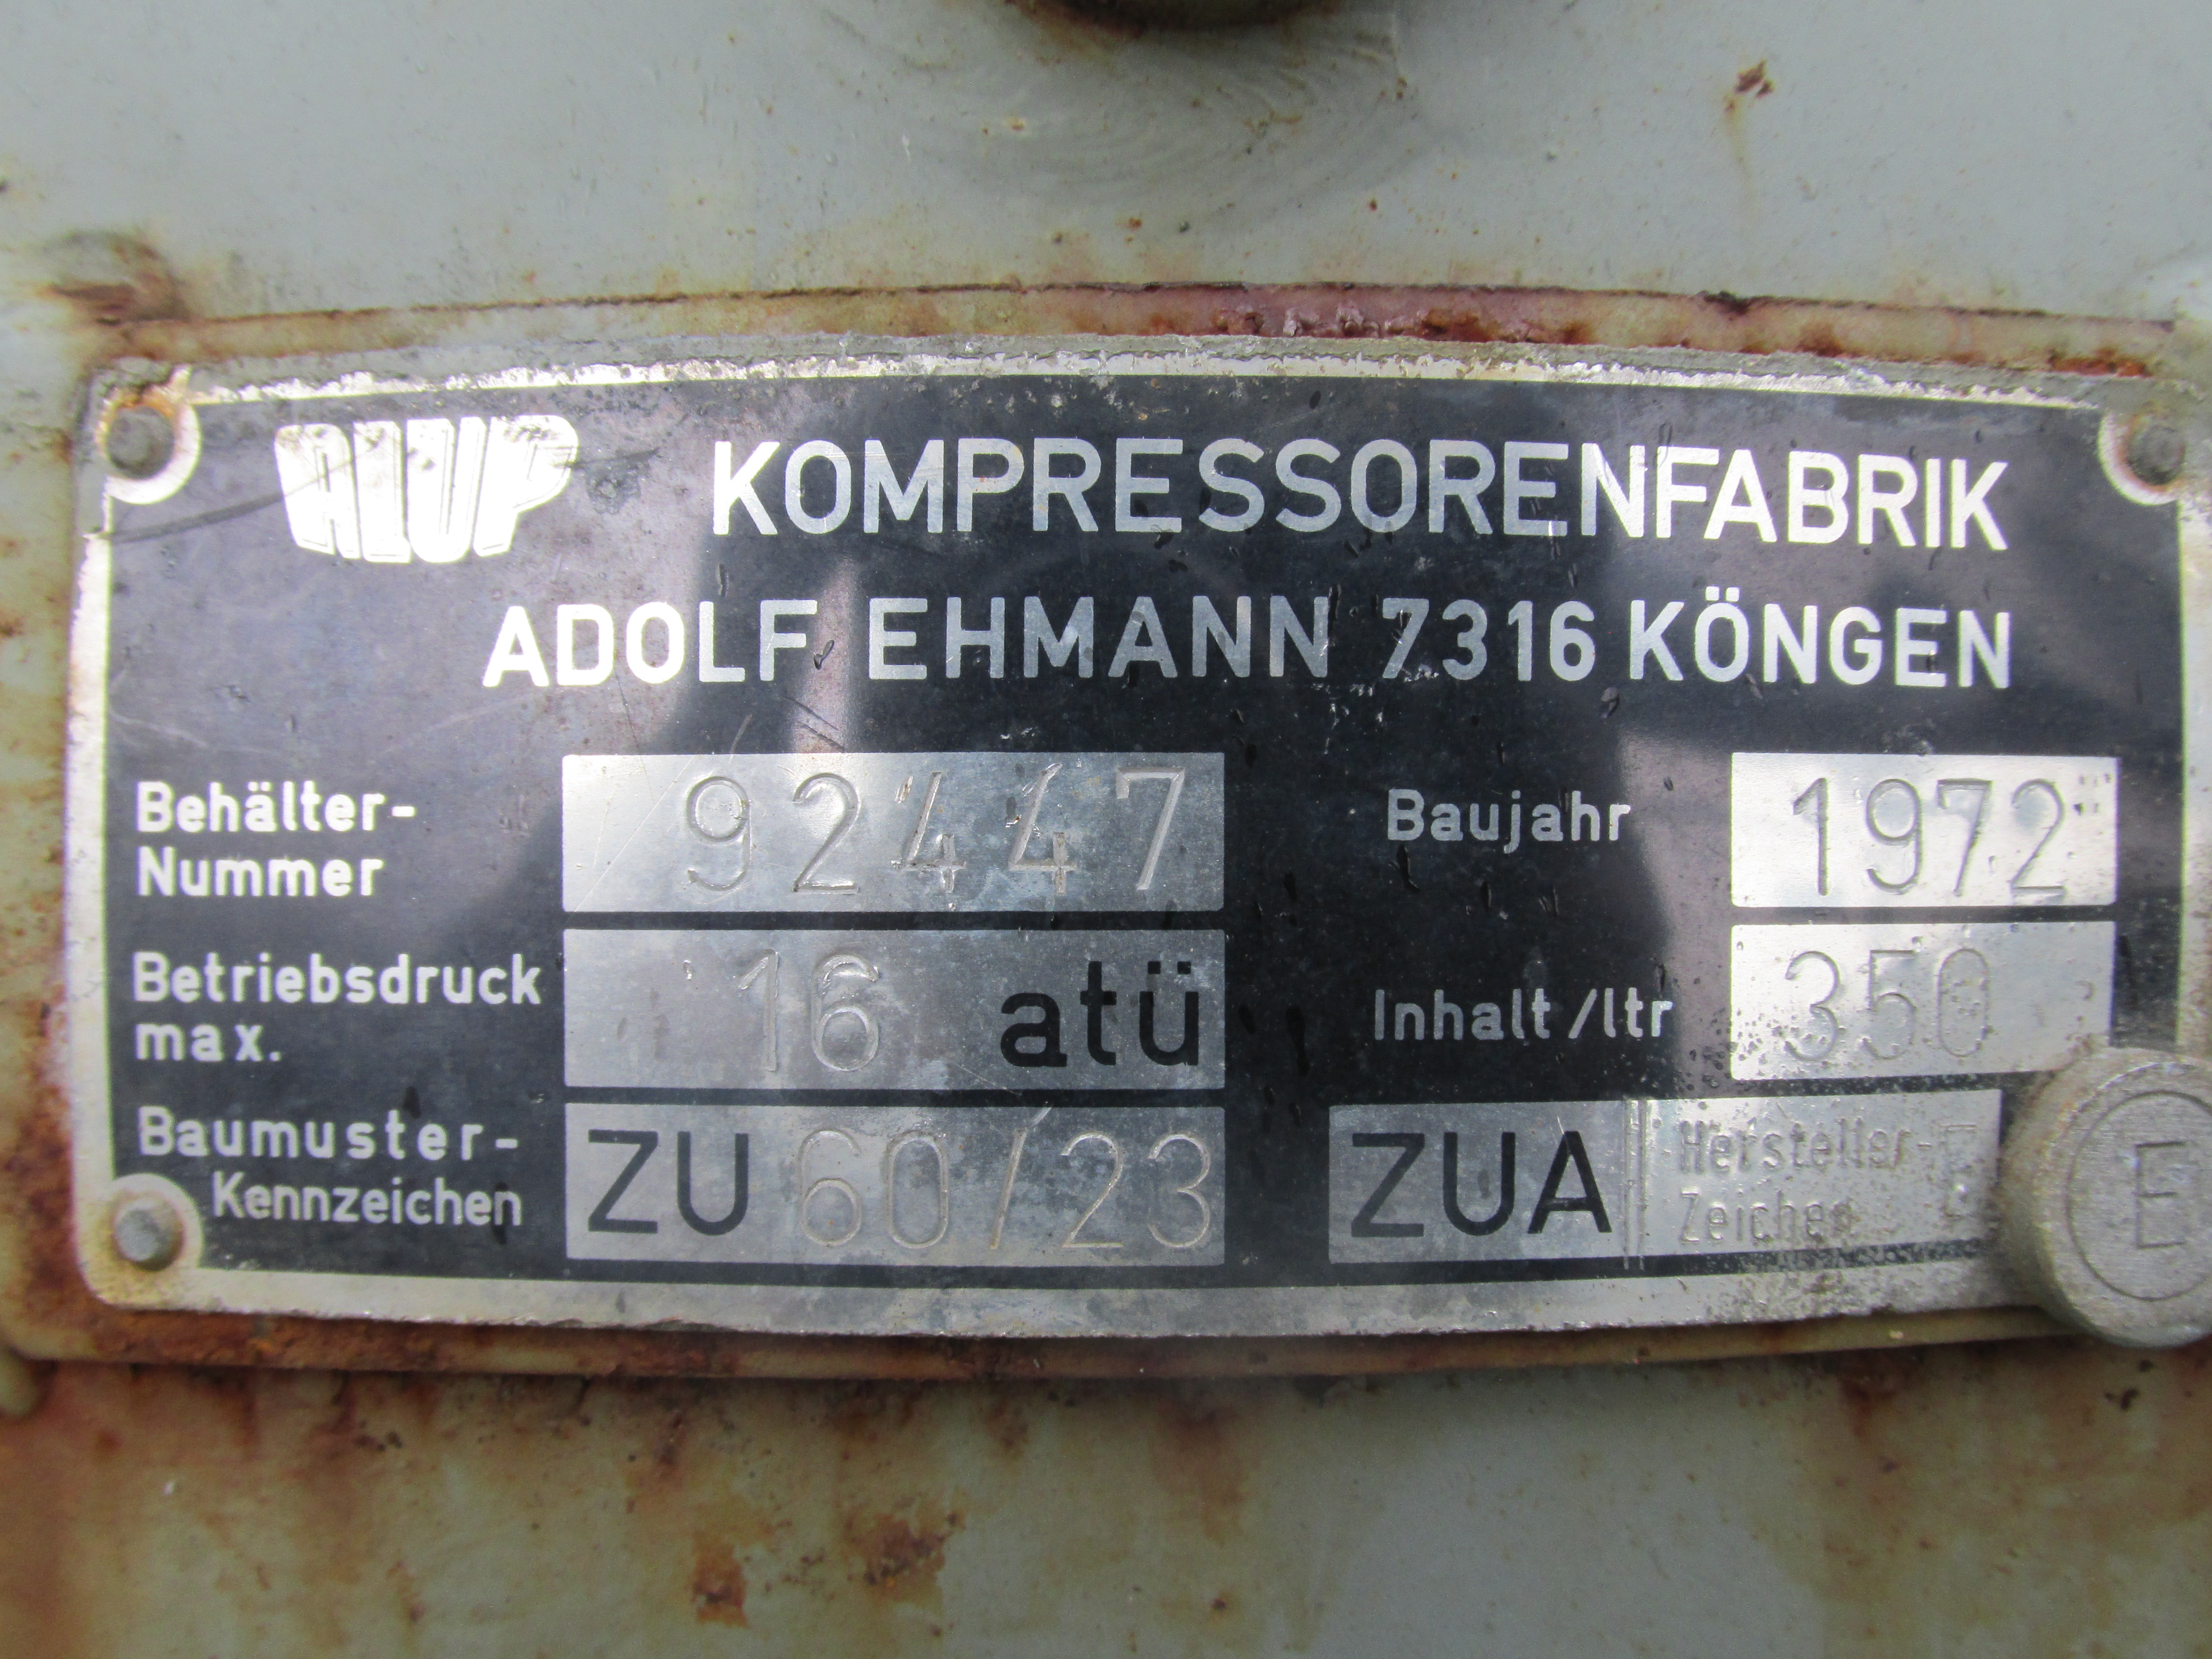 ALUP KOMPRESSORENFABRIK
ADOLF EHMANN 7316 KÖNGEN
Behälter-
Nummer 92447 Baujahr 1972
Betriebsdruck
max. 16 atü Inhalt/ltr 350
Baumuster-
Kennzeichen ZU 60/23 ZUA Hersteller-
Zeichen
E